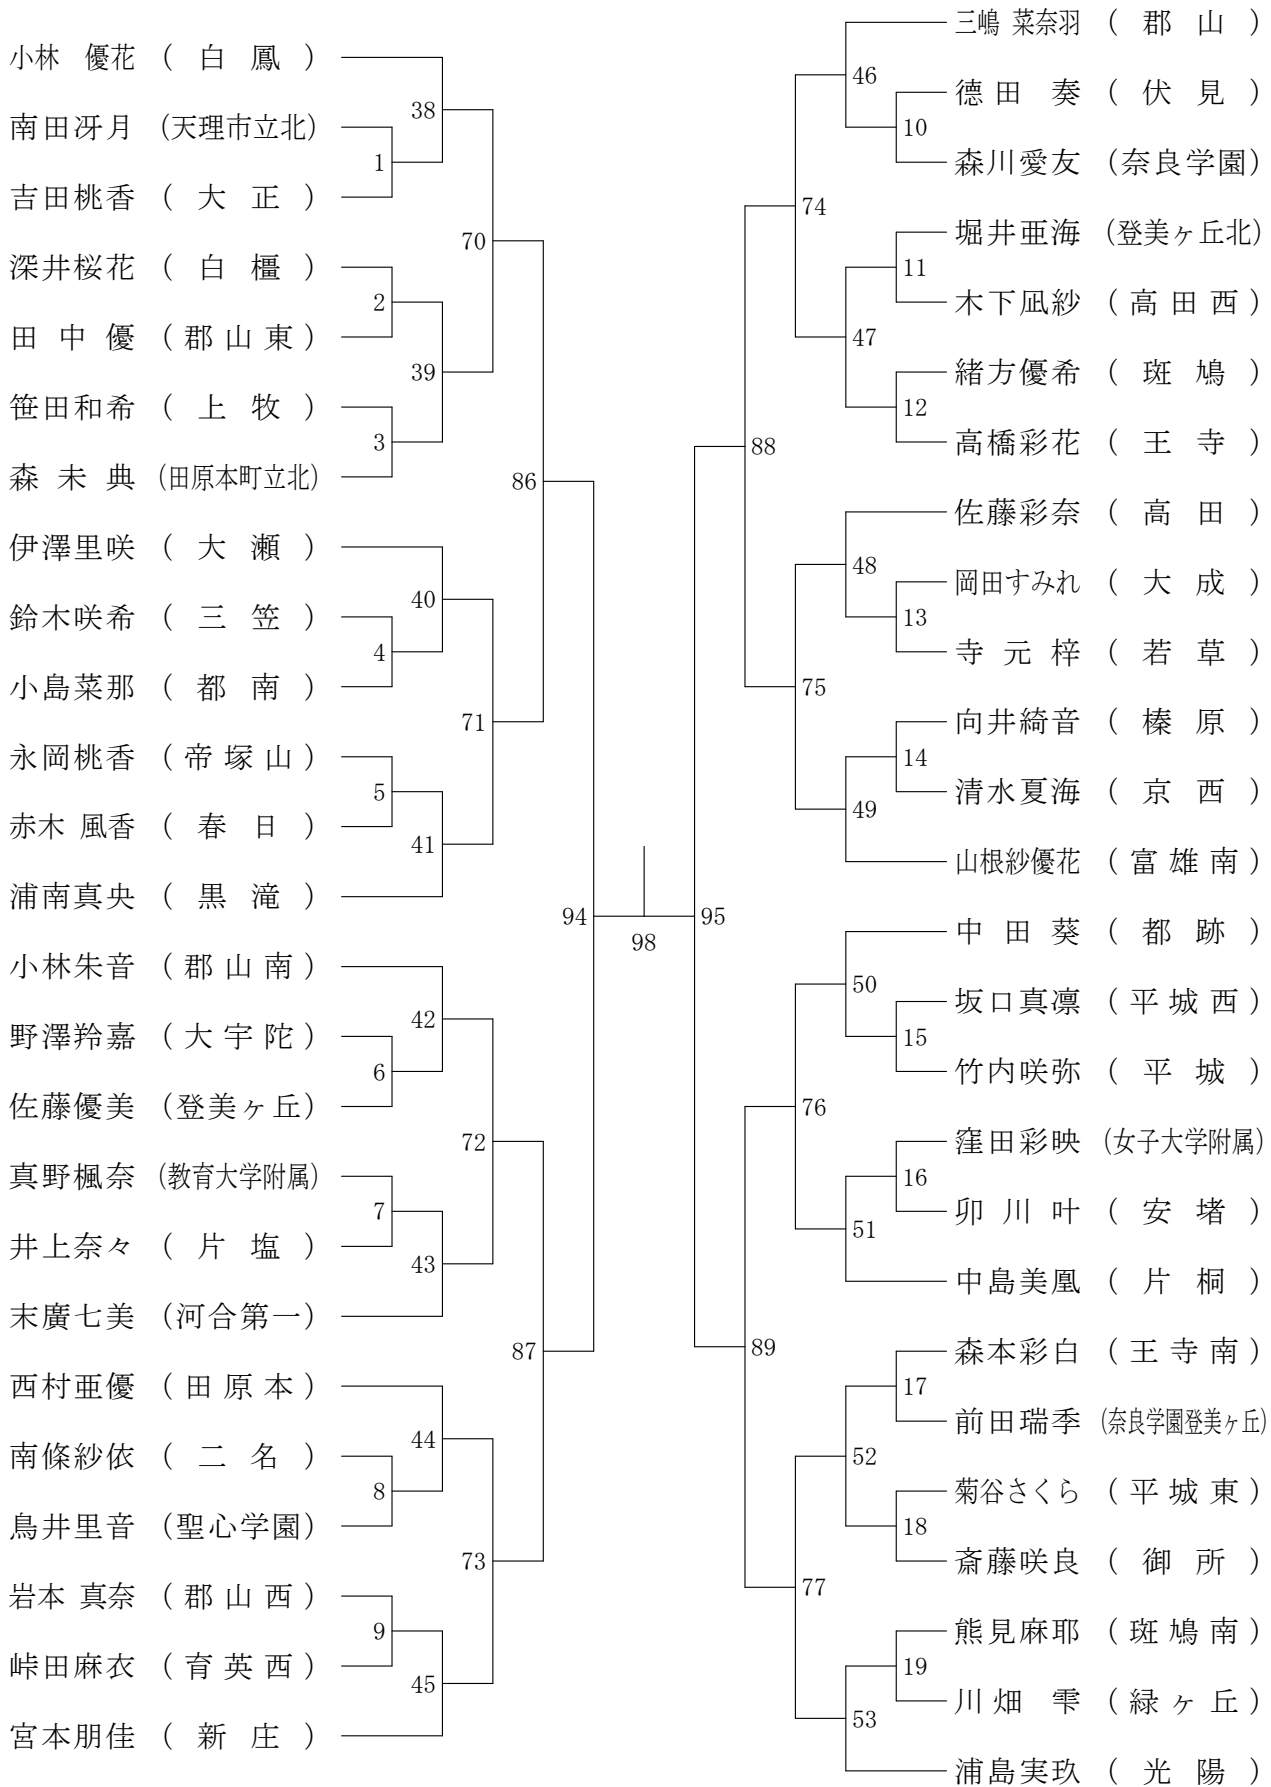 小林 優花 ( 白 鳳 )
南田冴月 (天理市立北)
吉田桃香 ( 大 正 )
深井桜花 ( 白 橿 )
田 中 優 ( 郡 山 東 )
笹田和希 ( 上 牧 )
森 未 典 (田原本町立北)
伊澤里咲 ( 大 瀬 )
鈴木咲希 ( 三 笠 )
小島菜那 ( 都 南 )
永岡桃香 ( 帝 塚 山 )
赤木 風香 ( 春 日 )
浦南真央 ( 黒 滝 )
小林朱音 ( 郡 山 南 )
野澤羚嘉 ( 大 宇 陀 )
佐藤優美 (登美ヶ丘)
真野楓奈 (教育大学附属)
井上奈々 ( 片 塩 )
末廣七美 (河合第一)
西村亜優 ( 田 原 本 )
南條紗依 ( 二 名 )
鳥井里音 (聖心学園)
岩本 真奈 ( 郡 山 西 )
峠田麻衣 ( 育 英 西 )
宮本朋佳 ( 新 庄 )
1
2
3
4
5
6
7
8
9
38
39
40
41
42
43
44
45
70
71
72
73
86
87
94
98
95
88
89
74
75
76
77
46
47
48
49
50
51
52
53
10
11
12
13
14
15
16
17
18
19
三嶋 菜奈羽 ( 郡 山 )
德 田 奏 ( 伏 見 )
森川愛友 (奈良学園)
堀井亜海 (登美ヶ丘北)
木下凪紗 ( 高 田 西 )
緒方優希 ( 斑 鳩 )
高橋彩花 ( 王 寺 )
佐藤彩奈 ( 高 田 )
岡田すみれ ( 大 成 )
寺 元 梓 ( 若 草 )
向井綺音 ( 榛 原 )
清水夏海 ( 京 西 )
山根紗優花 ( 富 雄 南 )
中 田 葵 ( 都 跡 )
坂口真凛 ( 平 城 西 )
竹内咲弥 ( 平 城 )
窪田彩映 (女子大学附属)
卯 川 叶 ( 安 堵 )
中島美凰 ( 片 桐 )
森本彩白 ( 王 寺 南 )
前田瑞季 (奈良学園登美ヶ丘)
菊谷さくら ( 平 城 東 )
斎藤咲良 ( 御 所 )
熊見麻耶 ( 斑 鳩 南 )
川 畑 雫 ( 緑 ヶ 丘 )
浦島実玖 ( 光 陽 )